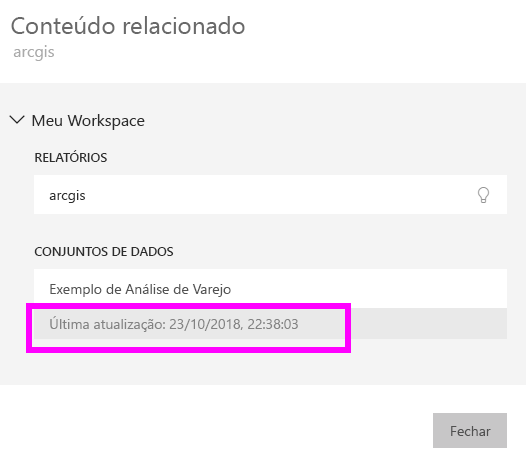 Conteúdo relacionado
arcgis
Meu Workspace
RELATÓRIOS
arcgis
CONJUNTOS DE DADOS
Exemplo de Análise de Varejo
Última atualização: 23/10/2018, 22:38:03
Fechar